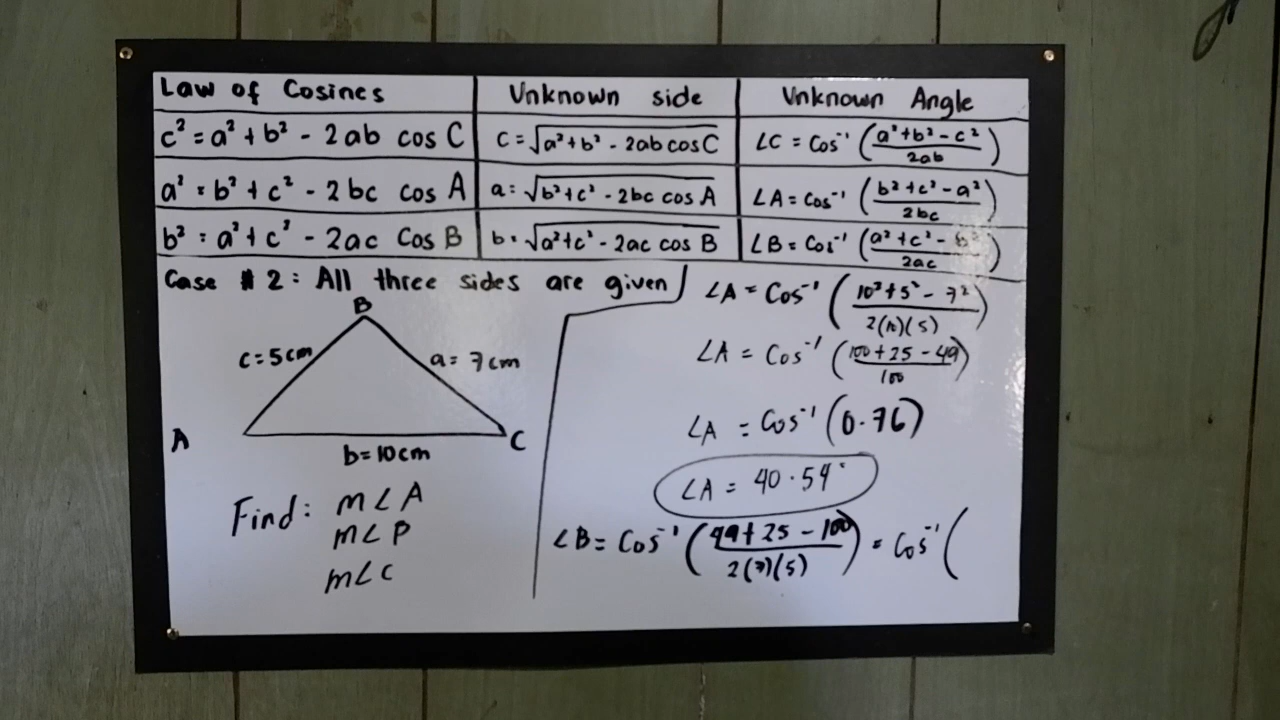 Law of Cosines Unknown side Unknown Angle
c² = a² + b² - 2ab cos C c = √a² + b² - 2ab cos C ∠C = Cos⁻¹ (a² + b² - c² / 2ab)
a² = b² + c² - 2bc cos A a = √b² + c² - 2bc cos A ∠A = Cos⁻¹ (b² + c² - a² / 2bc)
b² = a² + c² - 2ac Cos B b = √a² + c² - 2ac cos B ∠B = Cos⁻¹ (a² + c² - b² / 2ac)
Case # 2: All three sides are given
B
c = 5cm
a = 7cm
A
C
b = 10cm
Find: m∠A
m∠B
m∠C
∠A = Cos⁻¹ (10² + 5² - 7² / 2(10)(5))
∠A = Cos⁻¹ (100 + 25 - 49 / 100)
∠A = Cos⁻¹ (0.76)
∠A = 40.54°
∠B = Cos⁻¹ (49 + 25 - 100 / 2(7)(5)) = Cos⁻¹ (